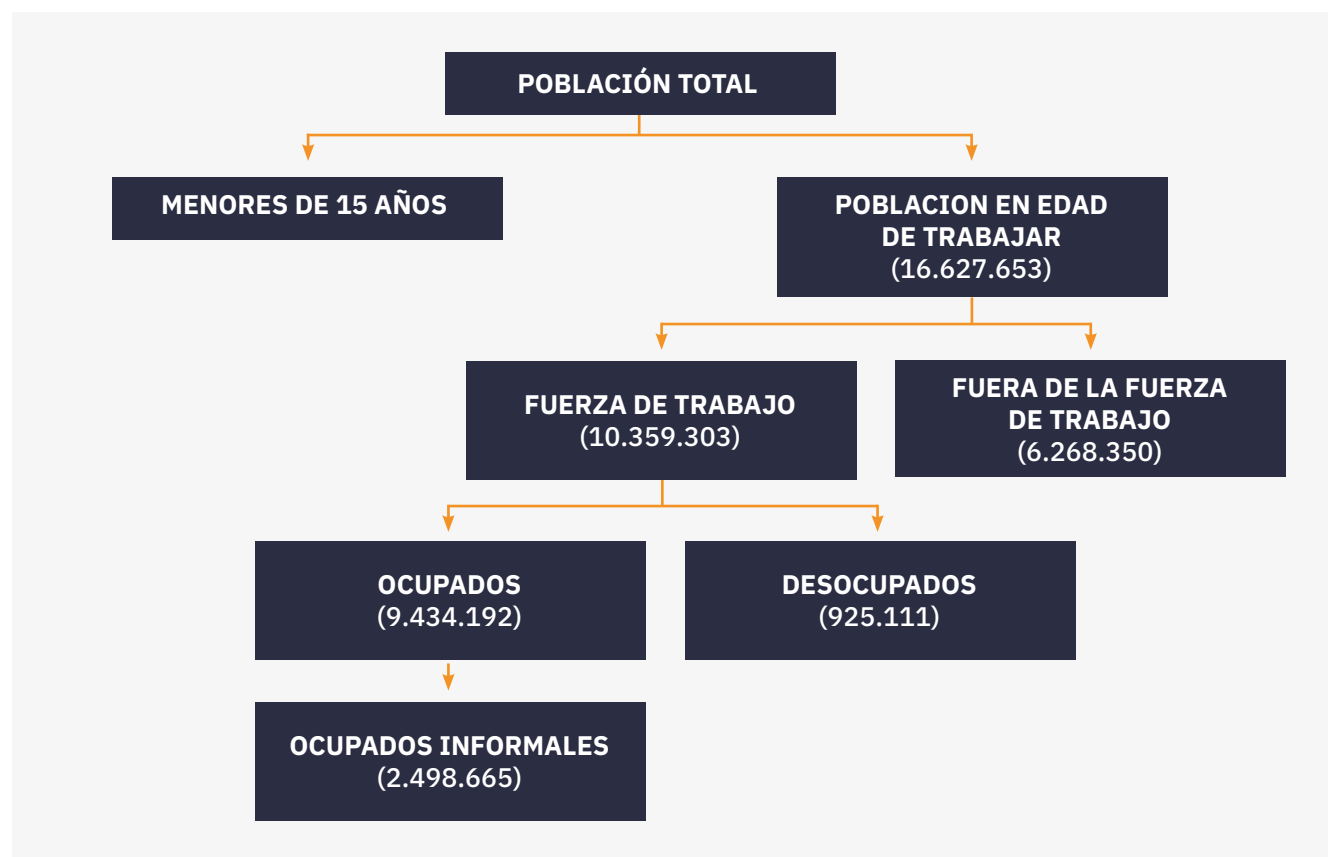 POBLACIÓN TOTAL
MENORES DE 15 AÑOS
POBLACION EN EDAD
DE TRABAJAR
(16.627.653)
FUERZA DE TRABAJO
(10.359.303)
FUERA DE LA FUERZA
DE TRABAJO
(6.268.350)
OCUPADOS
(9.434.192)
DESOCUPADOS
(925.111)
OCUPADOS INFORMALES
(2.498.665)